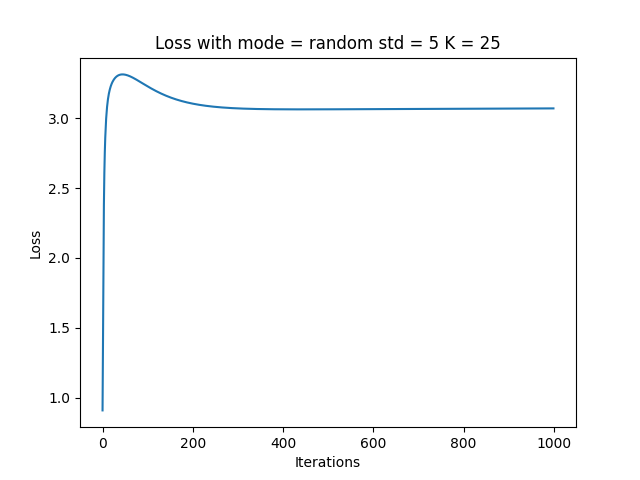 Loss with mode = random std = 5 K = 25
Loss
3.0
2.5
2.0
1.5
1.0
0 200 400 600 800 1000
Iterations